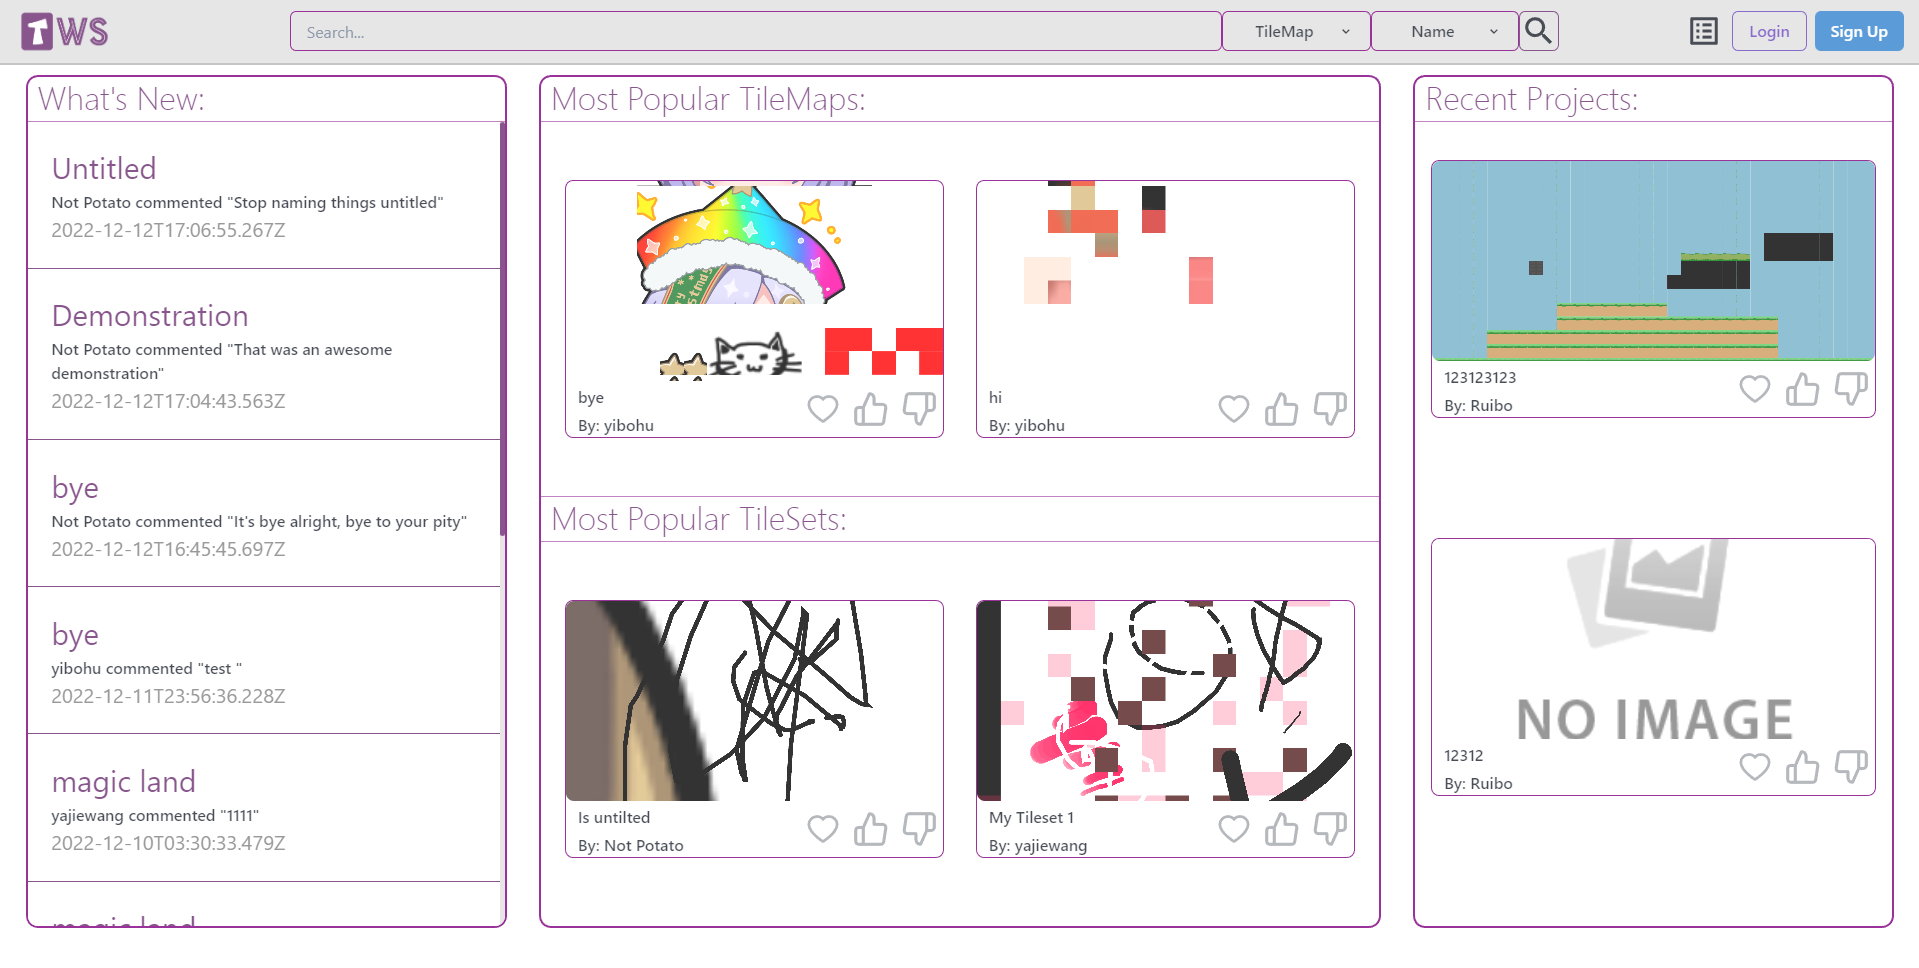 TWS
Search...
TileMap
Name
Login
Sign Up
What's New:
Untitled
Not Potato commented "Stop naming things untitled"
2022-12-12T17:06:55.267Z
Demonstration
Not Potato commented "That was an awesome
demonstration"
2022-12-12T17:04:43.563Z
bye
Not Potato commented "It's bye alright, bye to your pity"
2022-12-12T16:45:45.697Z
bye
yibohu commented "test "
2022-12-11T23:56:36.228Z
magic land
yajiewang commented "1111"
2022-12-10T03:30:33.479Z
magic land
Most Popular TileMaps:
bye
By: yibohu
hi
By: yibohu
Most Popular TileSets:
Is untilted
By: Not Potato
My Tileset 1
By: yajiewang
Recent Projects:
123123123
By: Ruibo
NO IMAGE
12312
By: Ruibo